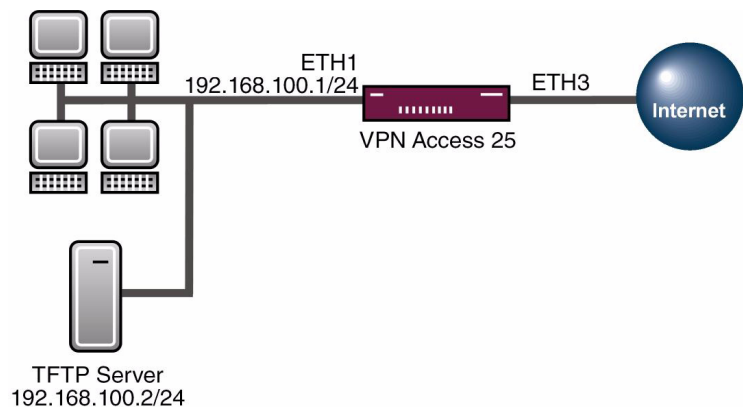 ETH1
192.168.100.1/24
ETH3
Internet
VPN Access 25
TFTP Server
192.168.100.2/24